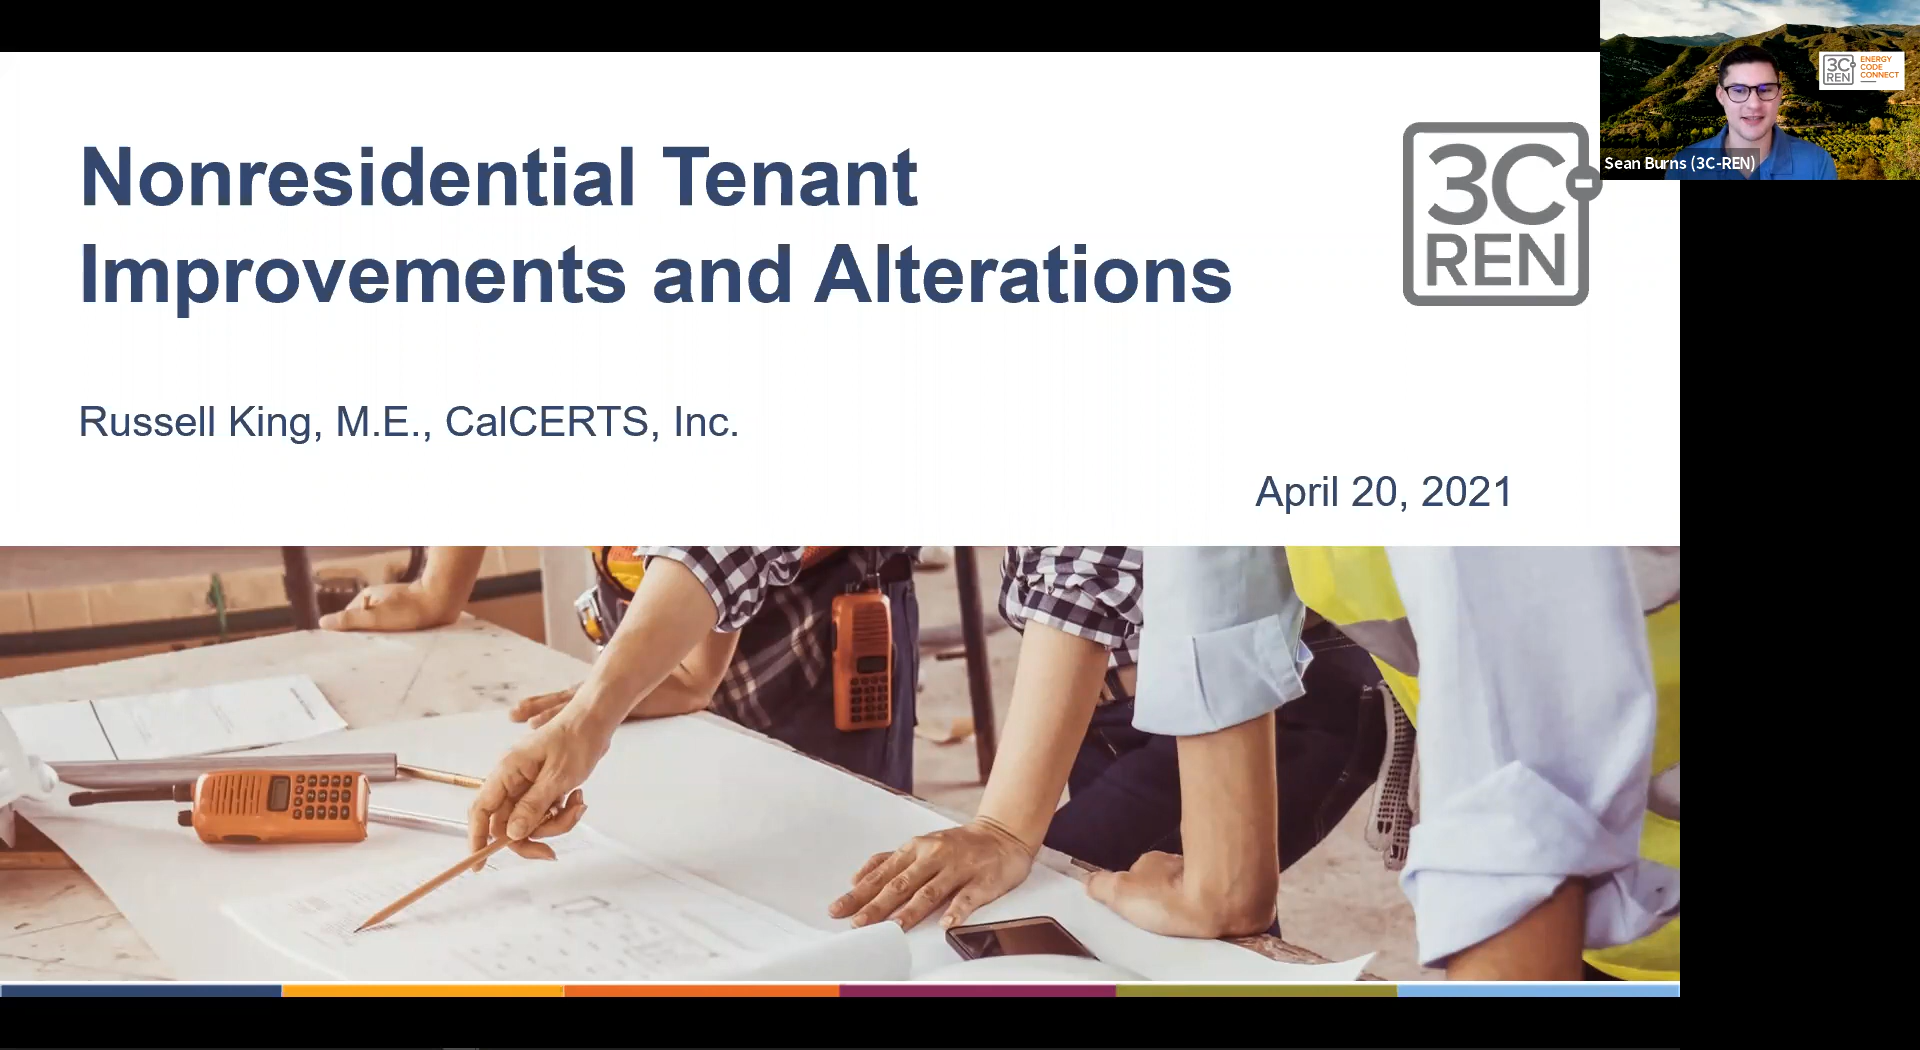 Nonresidential Tenant
Improvements and Alterations
3C
REN
Russell King, M.E., CalCERTS, Inc.
April 20, 2021
3C
REN
ENERGY
CODE
CONNECT
Sean Burns (3C-REN)